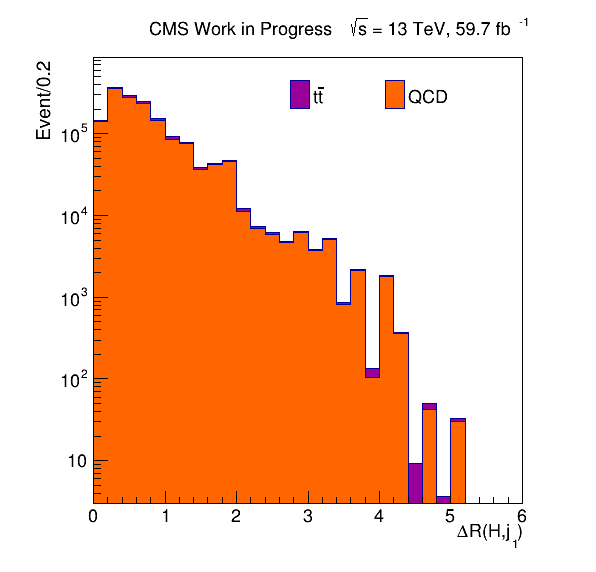 CMS Work in Progress √s = 13 TeV, 59.7 fb⁻¹
Event/0.2
tt̄ QCD
10⁵
10⁴
10³
10²
10
0 1 2 3 4 5 6
ΔR(H,j₁)